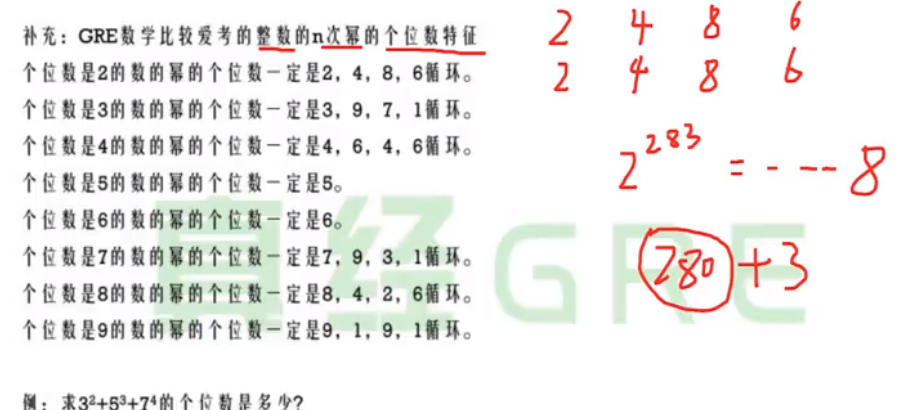 补充：GRE数学比较爱考的整数的n次幂的个位数特征
个位数是2的数的幂的个位数一定是2，4，8，6循环。
个位数是3的数的幂的个位数一定是3，9，7，1循环。
个位数是4的数的幂的个位数一定是4，6，4，6循环。
个位数是5的数的幂的个位数一定是5。
个位数是6的数的幂的个位数一定是6。
个位数是7的数的幂的个位数一定是7，9，3，1循环。
个位数是8的数的幂的个位数一定是8，4，2，6循环。
个位数是9的数的幂的个位数一定是9，1，9，1循环。
例：求3²+5³+7⁴的个位数是多少？
2 4 8 6
2 4 8 6
2²⁸³ = - - -- 8
280 + 3
真经GRE